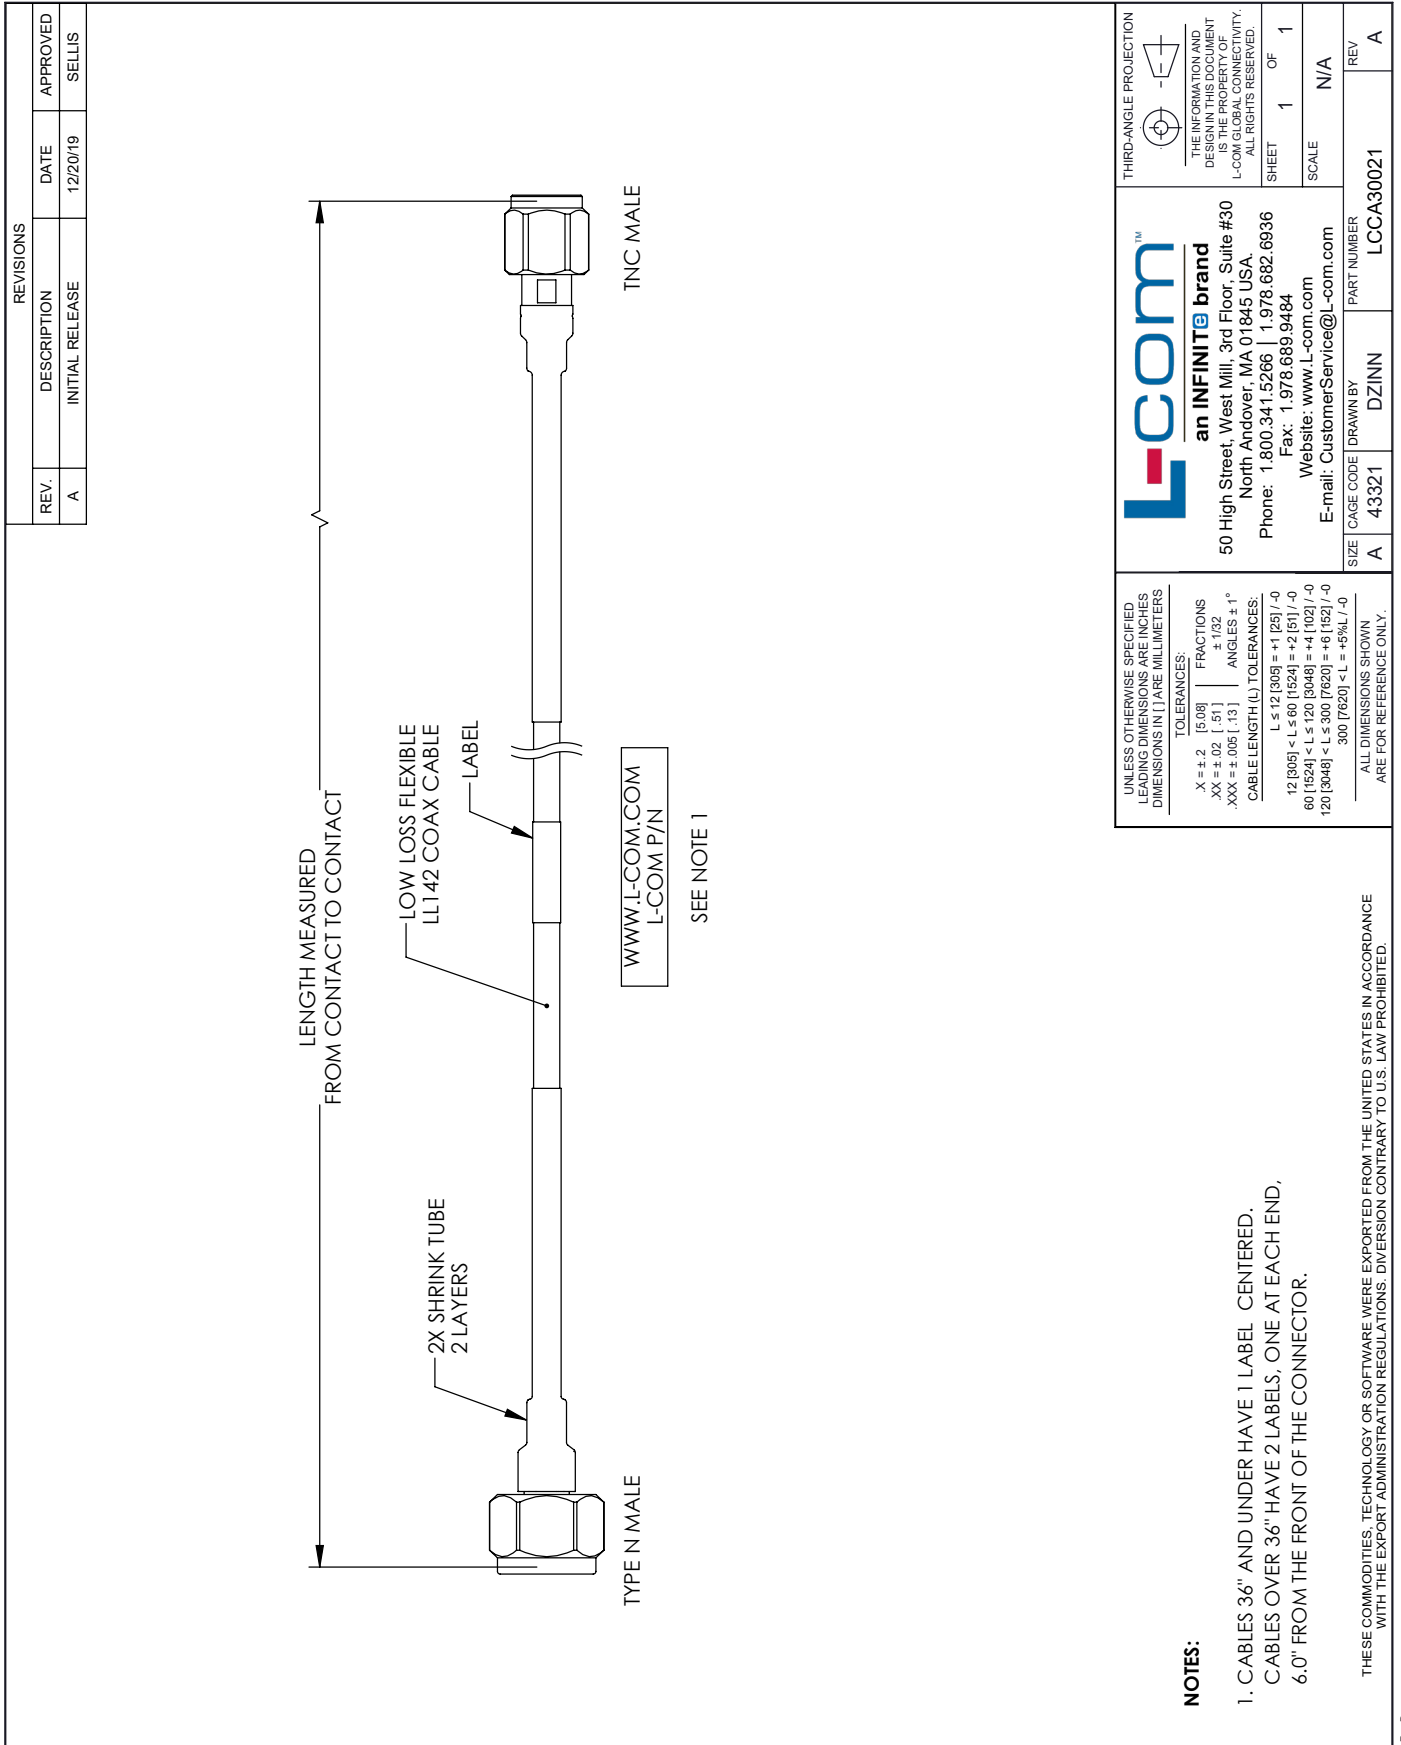 REVISIONS
REV. DESCRIPTION DATE APPROVED
A INITIAL RELEASE 12/20/19 SELLIS
LENGTH MEASURED
FROM CONTACT TO CONTACT
LOW LOSS FLEXIBLE
LL142 COAX CABLE
LABEL
2X SHRINK TUBE
2 LAYERS
TYPE N MALE
TNC MALE
WWW.L-COM.COM
L-COM P/N
SEE NOTE 1
NOTES:
1. CABLES 36" AND UNDER HAVE 1 LABEL CENTERED.
CABLES OVER 36" HAVE 2 LABELS, ONE AT EACH END,
6.0" FROM THE FRONT OF THE CONNECTOR.
THESE COMMODITIES, TECHNOLOGY OR SOFTWARE WERE EXPORTED FROM THE UNITED STATES IN ACCORDANCE
WITH THE EXPORT ADMINISTRATION REGULATIONS. DIVERSION CONTRARY TO U.S. LAW PROHIBITED.
UNLESS OTHERWISE SPECIFIED
LEADING DIMENSIONS ARE INCHES
DIMENSIONS IN [ ] ARE MILLIMETERS
TOLERANCES:
.X = ± .2 [5.08] FRACTIONS
.XX = ± .02 [ .51 ] ± 1/32
.XXX = ± .005 [ .13 ] ANGLES ± 1°
CABLE LENGTH (L) TOLERANCES:
L ≤ 12 [305] = +1 [25] / -0
12 [305] < L ≤ 60 [1524] = +2 [51] / -0
60 [1524] < L ≤ 120 [3048] = +4 [102] / -0
120 [3048] < L ≤ 300 [7620] = +6 [152] / -0
300 [7620] < L = +5%L / -0
ALL DIMENSIONS SHOWN
ARE FOR REFERENCE ONLY.
L-com™
an INFINITe brand
50 High Street, West Mill, 3rd Floor, Suite #30
North Andover, MA 01845 USA.
Phone: 1.800.341.5266 | 1.978.682.6936
Fax: 1.978.689.9484
Website: www.L-com.com
E-mail: CustomerService@L-com.com
THIRD-ANGLE PROJECTION
THE INFORMATION AND
DESIGN IN THIS DOCUMENT
IS THE PROPERTY OF
L-COM GLOBAL CONNECTIVITY.
ALL RIGHTS RESERVED.
SHEET 1 OF 1
SCALE N/A
SIZE CAGE CODE DRAWN BY PART NUMBER REV
A 43321 DZINN LCCA30021 A